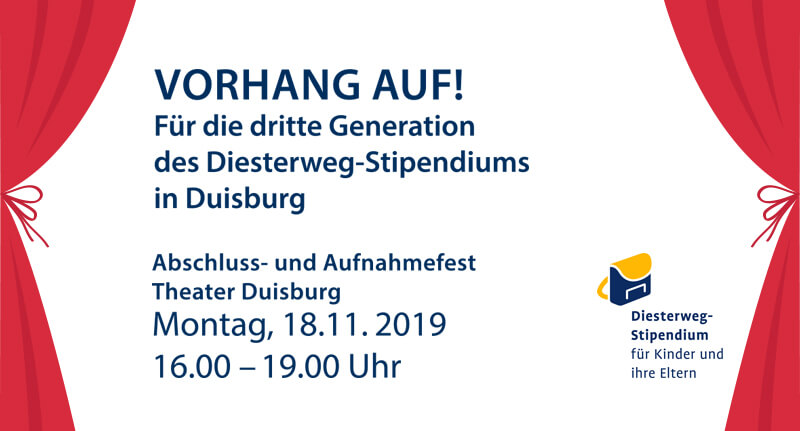 VORHANG AUF!
Für die dritte Generation
des Diesterweg-Stipendiums
in Duisburg
Abschluss- und Aufnahmefest
Theater Duisburg
Montag, 18.11. 2019
16.00 – 19.00 Uhr
Diesterweg-
Stipendium
für Kinder und
ihre Eltern